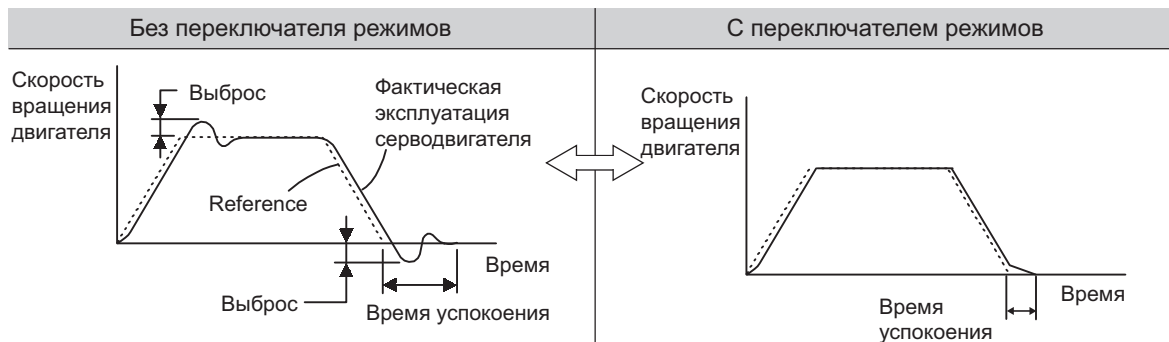 Без переключателя режимов
С переключателем режимов
Скорость
вращения
двигателя
Выброс
Фактическая
эксплуатация
серводвигателя
Reference
Время
Выброс
Время успокоения
Скорость
вращения
двигателя
Время
Время
успокоения